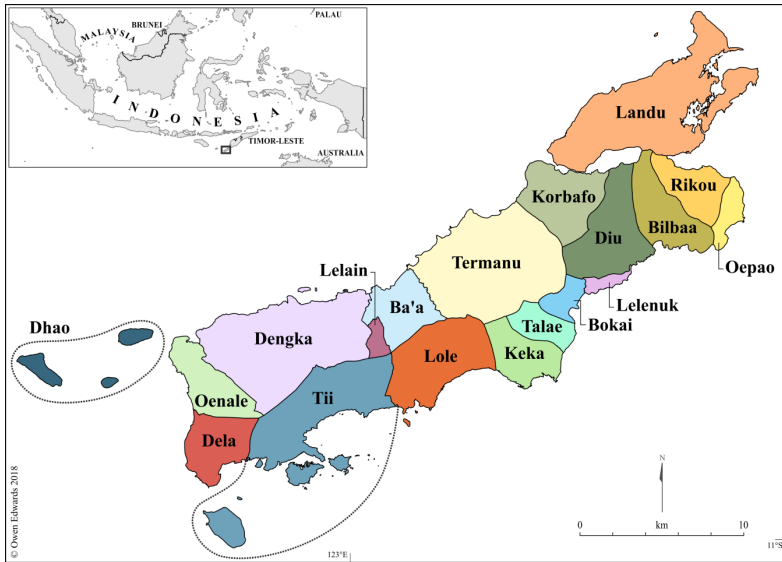 PALAU
BRUNEI
MALAYSIA
INDONESIA
TIMOR-LESTE
AUSTRALIA
Landu
Korbafo
Rikou
Bilbaa
Diu
Oepao
Termanu
Lelain
Ba'a
Lelenuk
Bokai
Dhao
Dengka
Talae
Lole
Keka
Oenale
Tii
Dela
N
0
km
10
123°E
11°S
© Owen Edwards 2018